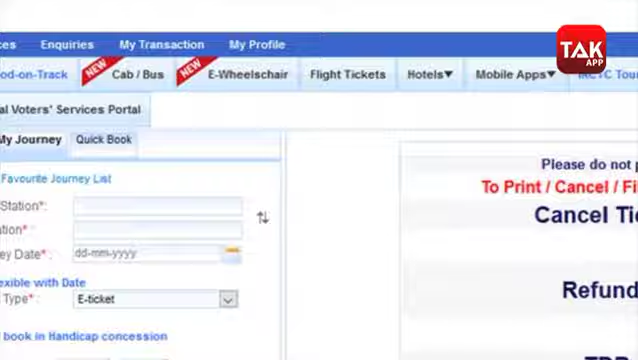 ces Enquiries My Transaction My Profile
TAK
APP
od-on-Track NEW Cab / Bus NEW E-Wheelschair Flight Tickets Hotels▼ Mobile Apps▼ IRCTC Tour
al Voters' Services Portal
My Journey Quick Book
Favourite Journey List
Station*:
ation*:
ey Date*: dd-mm-yyyy
exible with Date
Type*: E-ticket
book in Handicap concession
Please do not p
To Print / Cancel / Fi
Cancel Tic
Refund